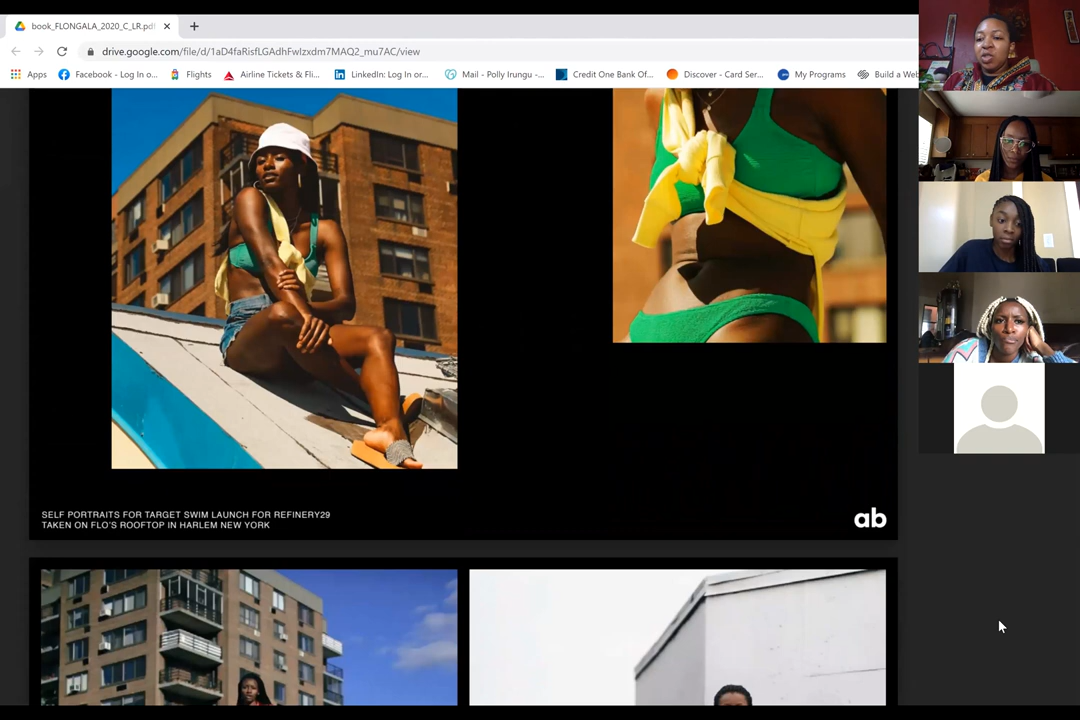 book_FLONGALA_2020_C_LR.pdf
drive.google.com/file/d/1aD4faRisfLGAdhFwIzxdm7MAQ2_mu7AC/view
Apps Facebook - Log In o... Flights Airline Tickets & Fli... LinkedIn: Log In or... Mail - Polly Irungu -... Credit One Bank Of... Discover - Card Ser... My Programs Build a Web
SELF PORTRAITS FOR TARGET SWIM LAUNCH FOR REFINERY29
TAKEN ON FLO'S ROOFTOP IN HARLEM NEW YORK
ab